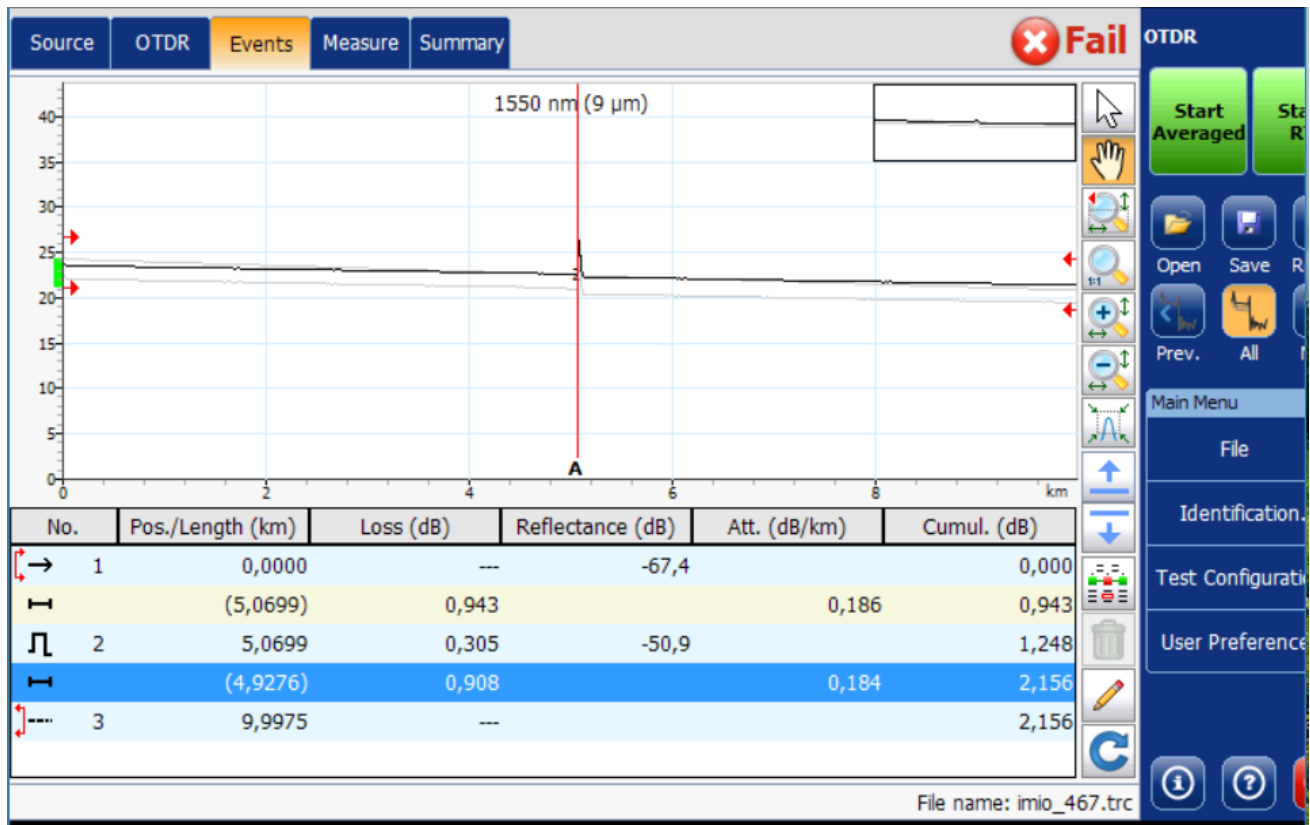 Source OTDR Events Measure Summary Fail OTDR
1550 nm (9 µm)
40
35
30
25
20
15
10
5
0
A
0 2 4 6 8 km
1:1
Start Averaged
Open Save
Prev. All
Main Menu
File
Identification.
Test Configurati
User Preference
No. Pos./Length (km) Loss (dB) Reflectance (dB) Att. (dB/km) Cumul. (dB)
1 0,0000 --- -67,4 0,000
(5,0699) 0,943 0,186 0,943
2 5,0699 0,305 -50,9 1,248
(4,9276) 0,908 0,184 2,156
3 9,9975 --- 2,156
File name: imio_467.trc